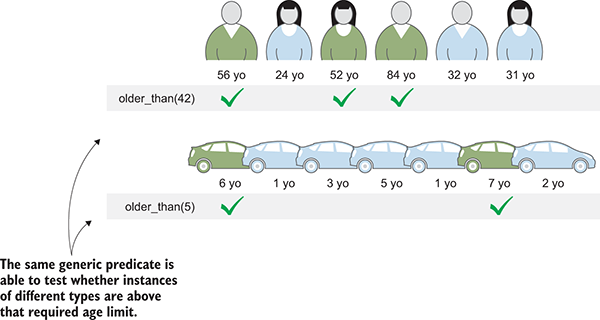 56 yo 24 yo 52 yo 84 yo 32 yo 31 yo
older_than(42)
6 yo 1 yo 3 yo 5 yo 1 yo 7 yo 2 yo
older_than(5)
The same generic predicate is
able to test whether instances
of different types are above
that required age limit.